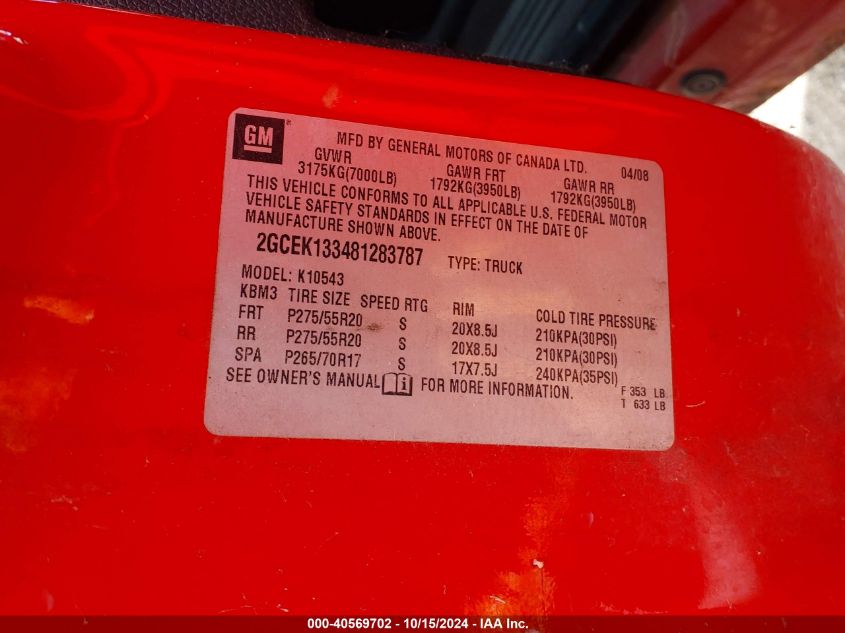 GM ®
MFD BY GENERAL MOTORS OF CANADA LTD. 04/08
GVWR GAWR FRT GAWR RR
3175KG(7000LB) 1792KG(3950LB) 1792KG(3950LB)
THIS VEHICLE CONFORMS TO ALL APPLICABLE U.S. FEDERAL MOTOR
VEHICLE SAFETY STANDARDS IN EFFECT ON THE DATE OF
MANUFACTURE SHOWN ABOVE.
2GCEK133481283787 TYPE: TRUCK
MODEL: K10543
KBM3 TIRE SIZE SPEED RTG RIM COLD TIRE PRESSURE
FRT P275/55R20 S 20X8.5J 210KPA(30PSI)
RR P275/55R20 S 20X8.5J 210KPA(30PSI)
SPA P265/70R17 S 17X7.5J 240KPA(35PSI)
SEE OWNER'S MANUAL FOR MORE INFORMATION.
F 353 LB
T 633 LB
000-40569702 - 10/15/2024 - IAA Inc.